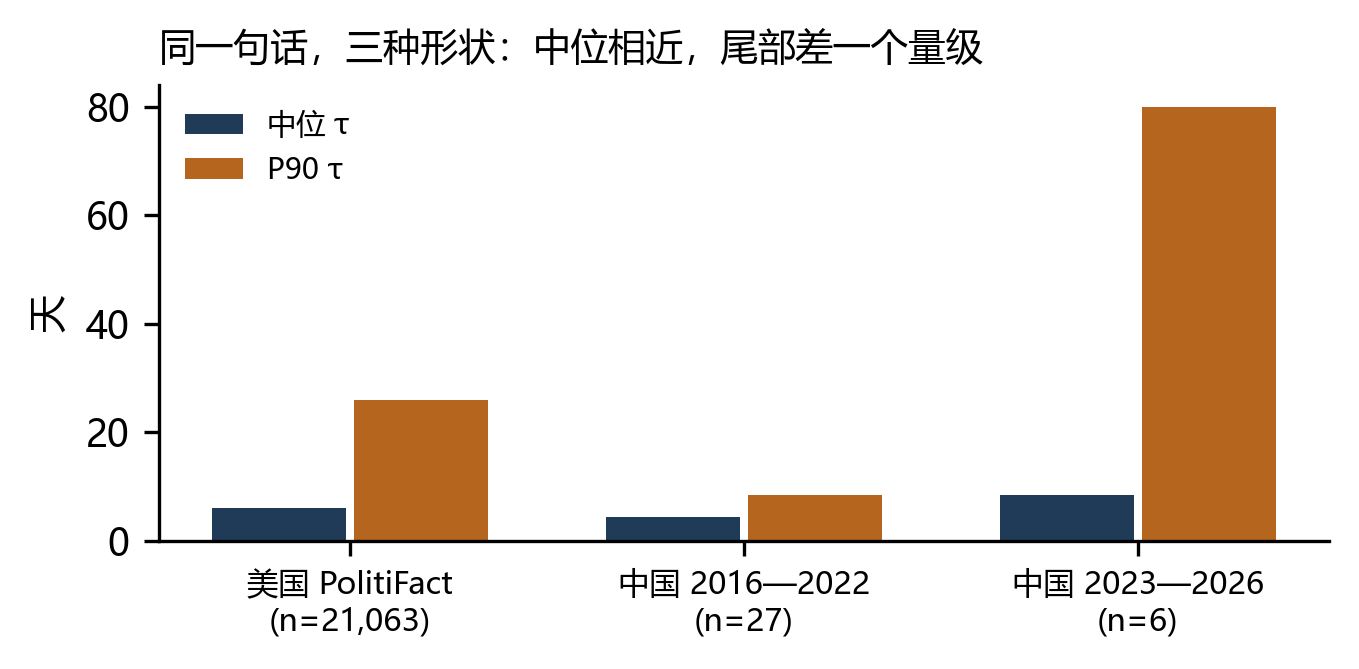 同一句话，三种形状：中位相近，尾部差一个量级
中位 τ
P90 τ
天
80
60
40
20
0
美国 PolitiFact
(n=21,063)
中国 2016—2022
(n=27)
中国 2023—2026
(n=6)